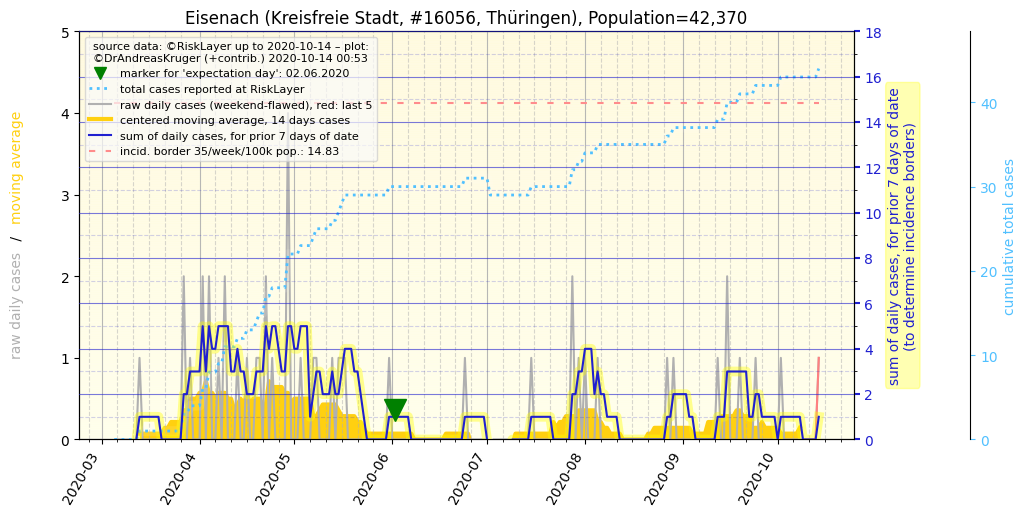 Eisenach (Kreisfreie Stadt, #16056, Thüringen), Population=42,370
source data: ©RiskLayer up to 2020-10-14 – plot:
©DrAndreasKruger (+contrib.) 2020-10-14 00:53
marker for 'expectation day': 02.06.2020
total cases reported at RiskLayer
raw daily cases (weekend-flawed), red: last 5
centered moving average, 14 days cases
sum of daily cases, for prior 7 days of date
incid. border 35/week/100k pop.: 14.83
raw daily cases / moving average
5
4
3
2
1
0
2020-03
2020-04
2020-05
2020-06
2020-07
2020-08
2020-09
2020-10
18
16
14
12
10
8
6
4
2
0
sum of daily cases, for prior 7 days of date
(to determine incidence borders)
40
30
20
10
0
cumulative total cases